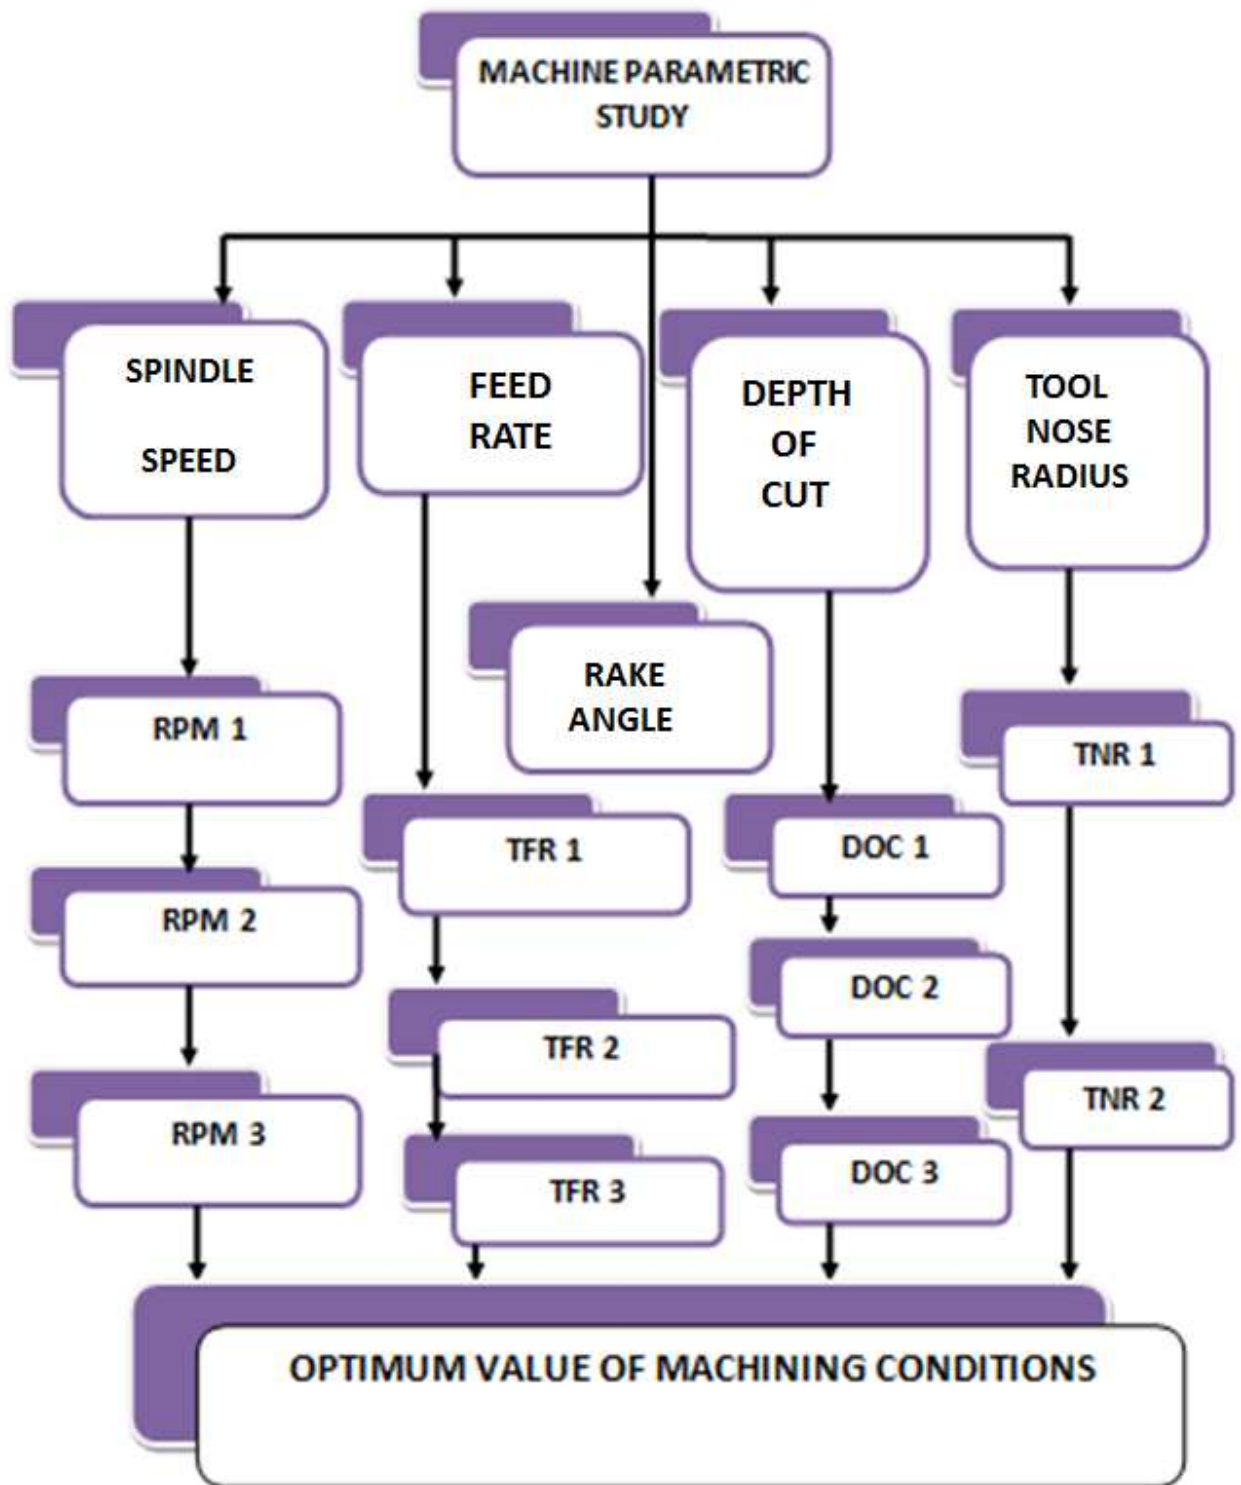 MACHINE PARAMETRIC
STUDY
SPINDLE
SPEED
FEED
RATE
DEPTH
OF
CUT
TOOL
NOSE
RADIUS
RAKE
ANGLE
RPM 1
TNR 1
TFR 1
DOC 1
RPM 2
DOC 2
TFR 2
TNR 2
RPM 3
DOC 3
TFR 3
OPTIMUM VALUE OF MACHINING CONDITIONS